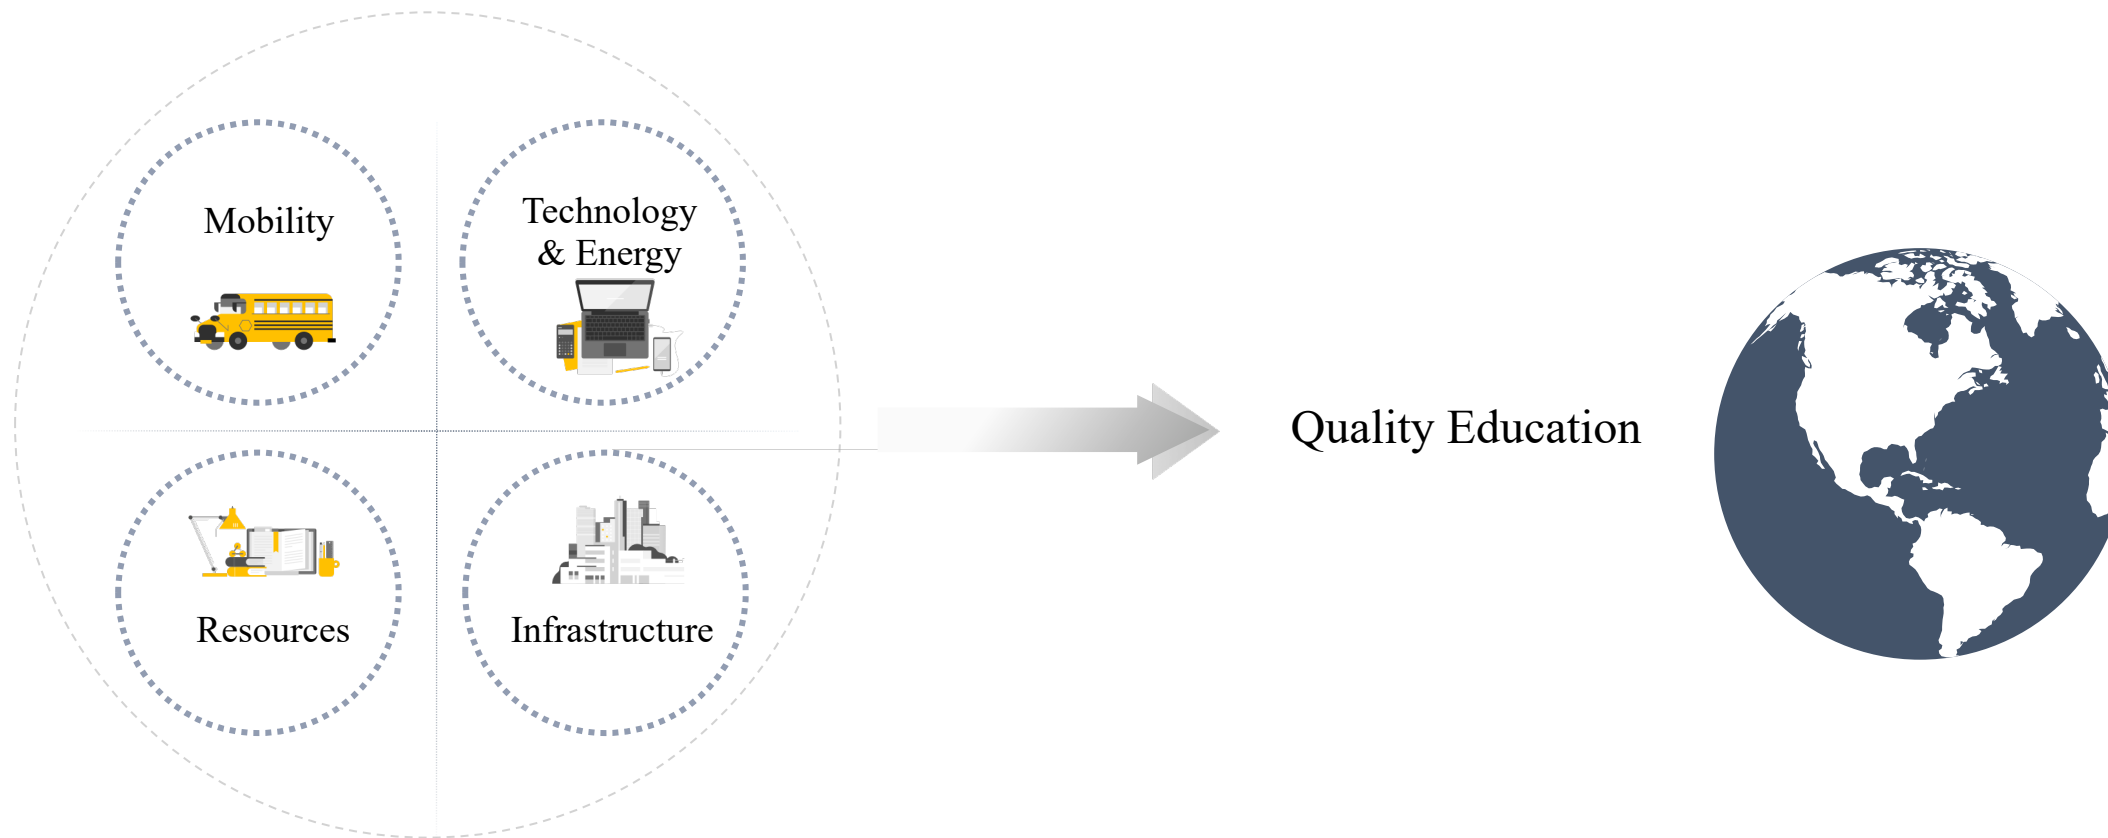 Mobility
Technology
& Energy
Resources
Infrastructure
Quality Education